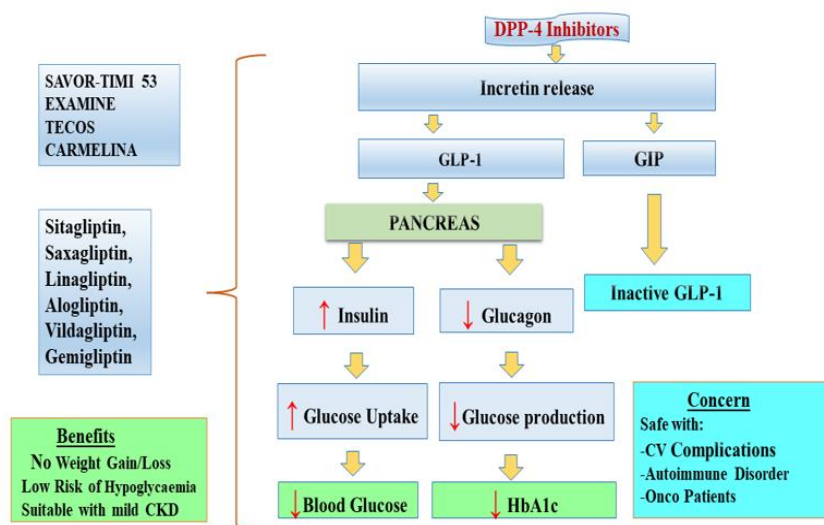 DPP-4 Inhibitors
Incretin release
GLP-1
GIP
PANCREAS
↑ Insulin
↓ Glucagon
Inactive GLP-1
↑ Glucose Uptake
↓ Glucose production
↓ Blood Glucose
↓ HbA1c
SAVOR-TIMI 53
EXAMINE
TECOS
CARMELINA
Sitagliptin,
Saxagliptin,
Linagliptin,
Alogliptin,
Vildagliptin,
Gemigliptin
Benefits
No Weight Gain/Loss
Low Risk of Hypoglycaemia
Suitable with mild CKD
Concern
Safe with:
-CV Complications
-Autoimmune Disorder
-Onco Patients